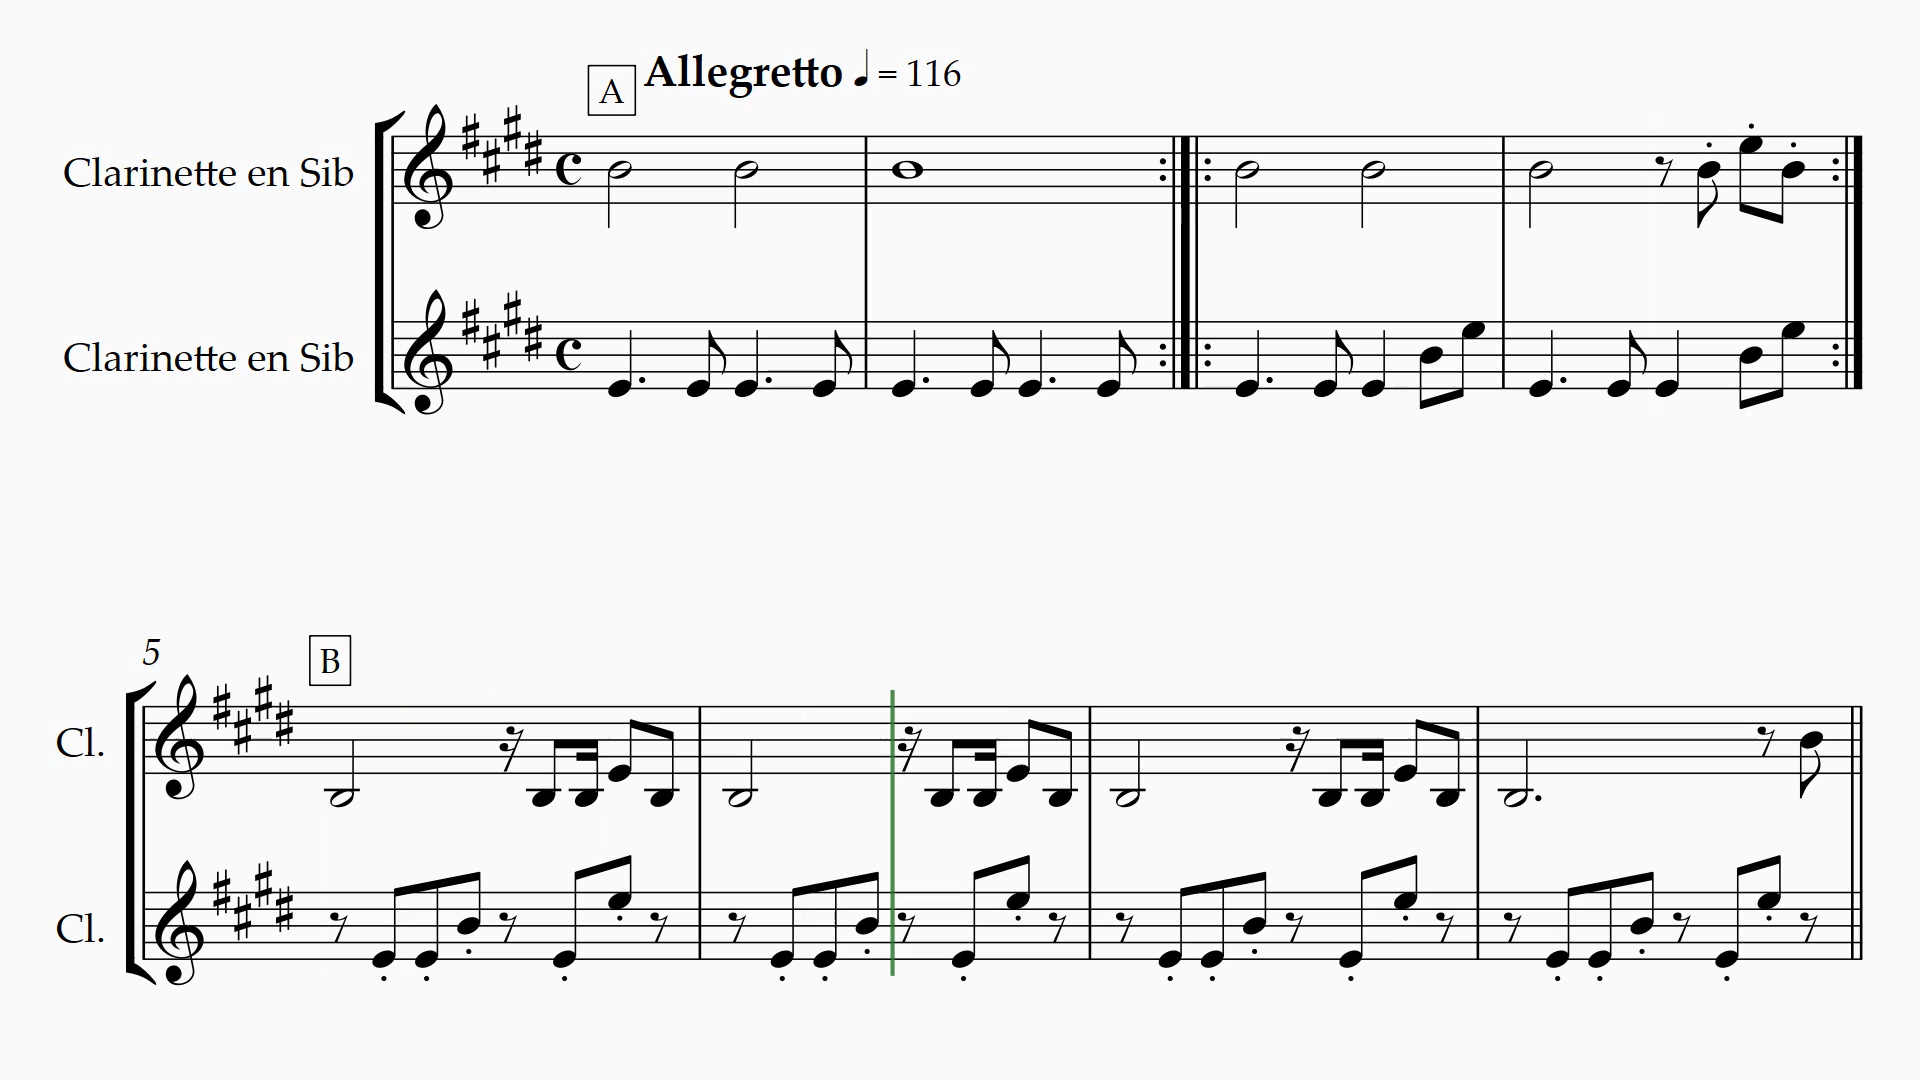 A Allegretto ♩ = 116
Clarinette en Sib
Clarinette en Sib
5
B
Cl.
Cl.